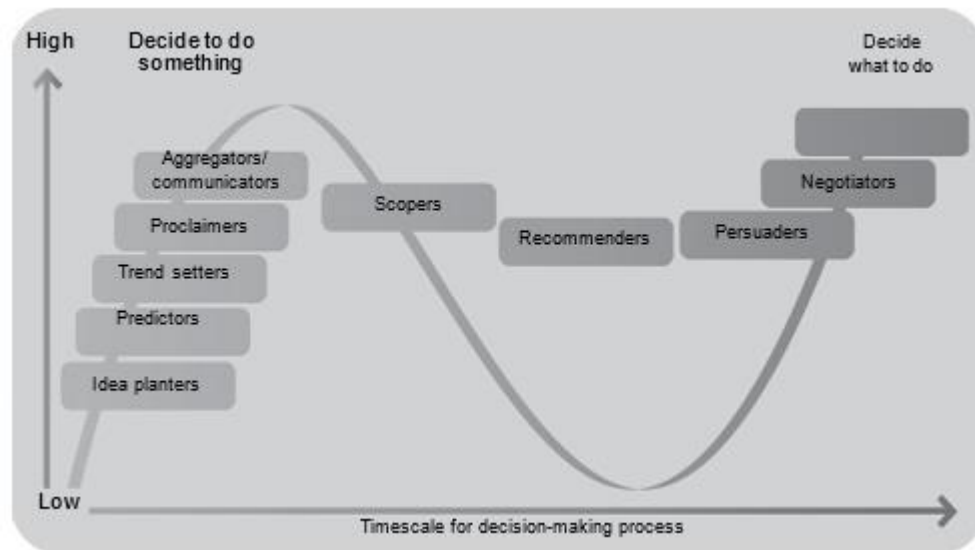 High
Decide to do
something
Decide
what to do
Aggregators/
communicators
Proclaimers
Trend setters
Predictors
Idea planters
Scopers
Recommenders
Persuaders
Negotiators
Low
Timescale for decision-making process